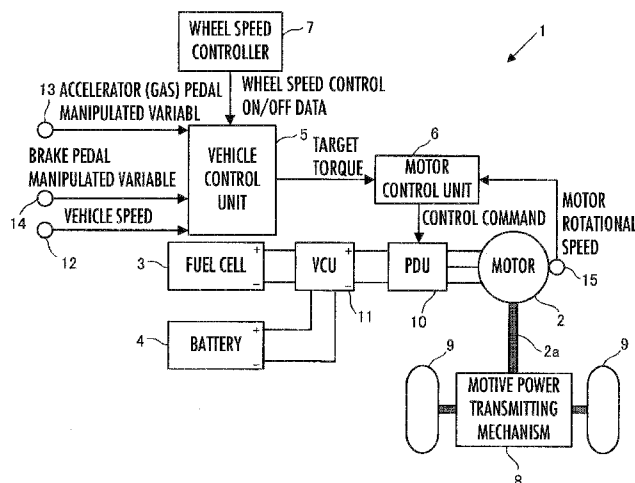 WHEEL SPEED
CONTROLLER
7
1
13 ACCELERATOR (GAS) PEDAL
MANIPULATED VARIABL
WHEEL SPEED CONTROL
ON/OFF DATA
5
6
BRAKE PEDAL
MANIPULATED VARIABLE
14
VEHICLE SPEED
12
VEHICLE
CONTROL
UNIT
TARGET
TORQUE
MOTOR
CONTROL UNIT
CONTROL COMMAND
MOTOR
ROTATIONAL
SPEED
3
FUEL CELL
+
−
VCU
+
−
11
PDU
10
MOTOR
15
2
4
BATTERY
+
−
2a
9
9
MOTIVE POWER
TRANSMITTING
MECHANISM
8